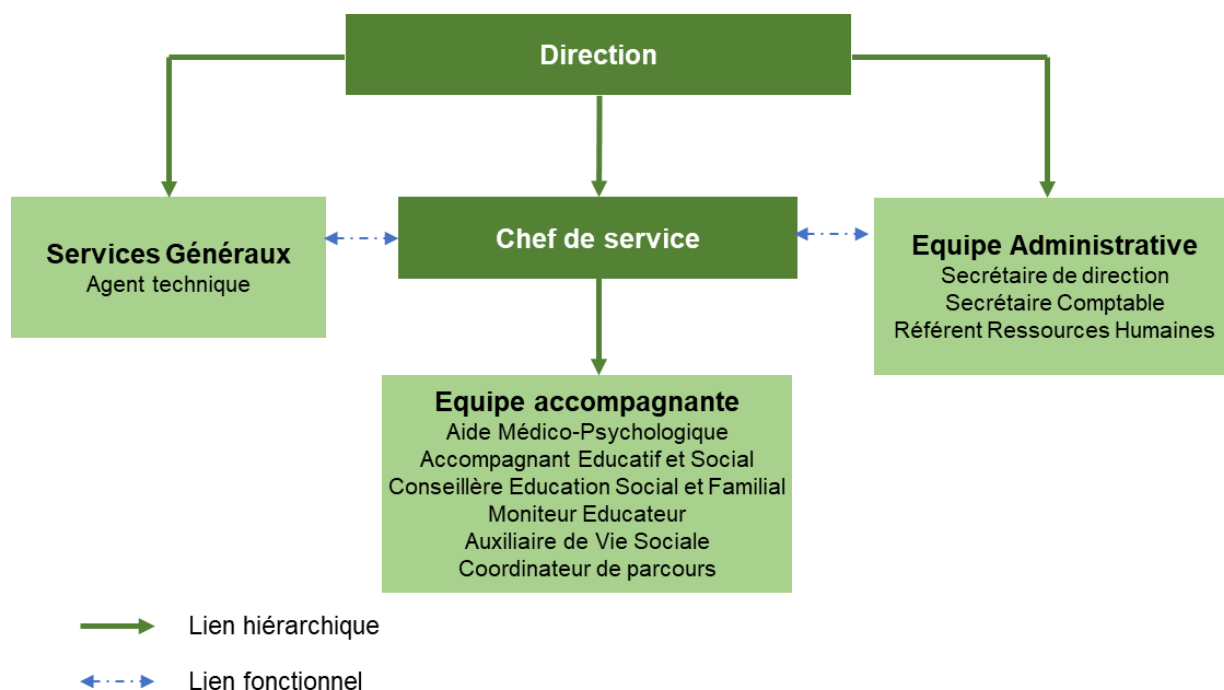 Direction
Services Généraux
Agent technique
Chef de service
Equipe Administrative
Secrétaire de direction
Secrétaire Comptable
Référent Ressources Humaines
Equipe accompagnante
Aide Médico-Psychologique
Accompagnant Educatif et Social
Conseillère Education Social et Familial
Moniteur Educateur
Auxiliaire de Vie Sociale
Coordinateur de parcours
Lien hiérarchique
Lien fonctionnel